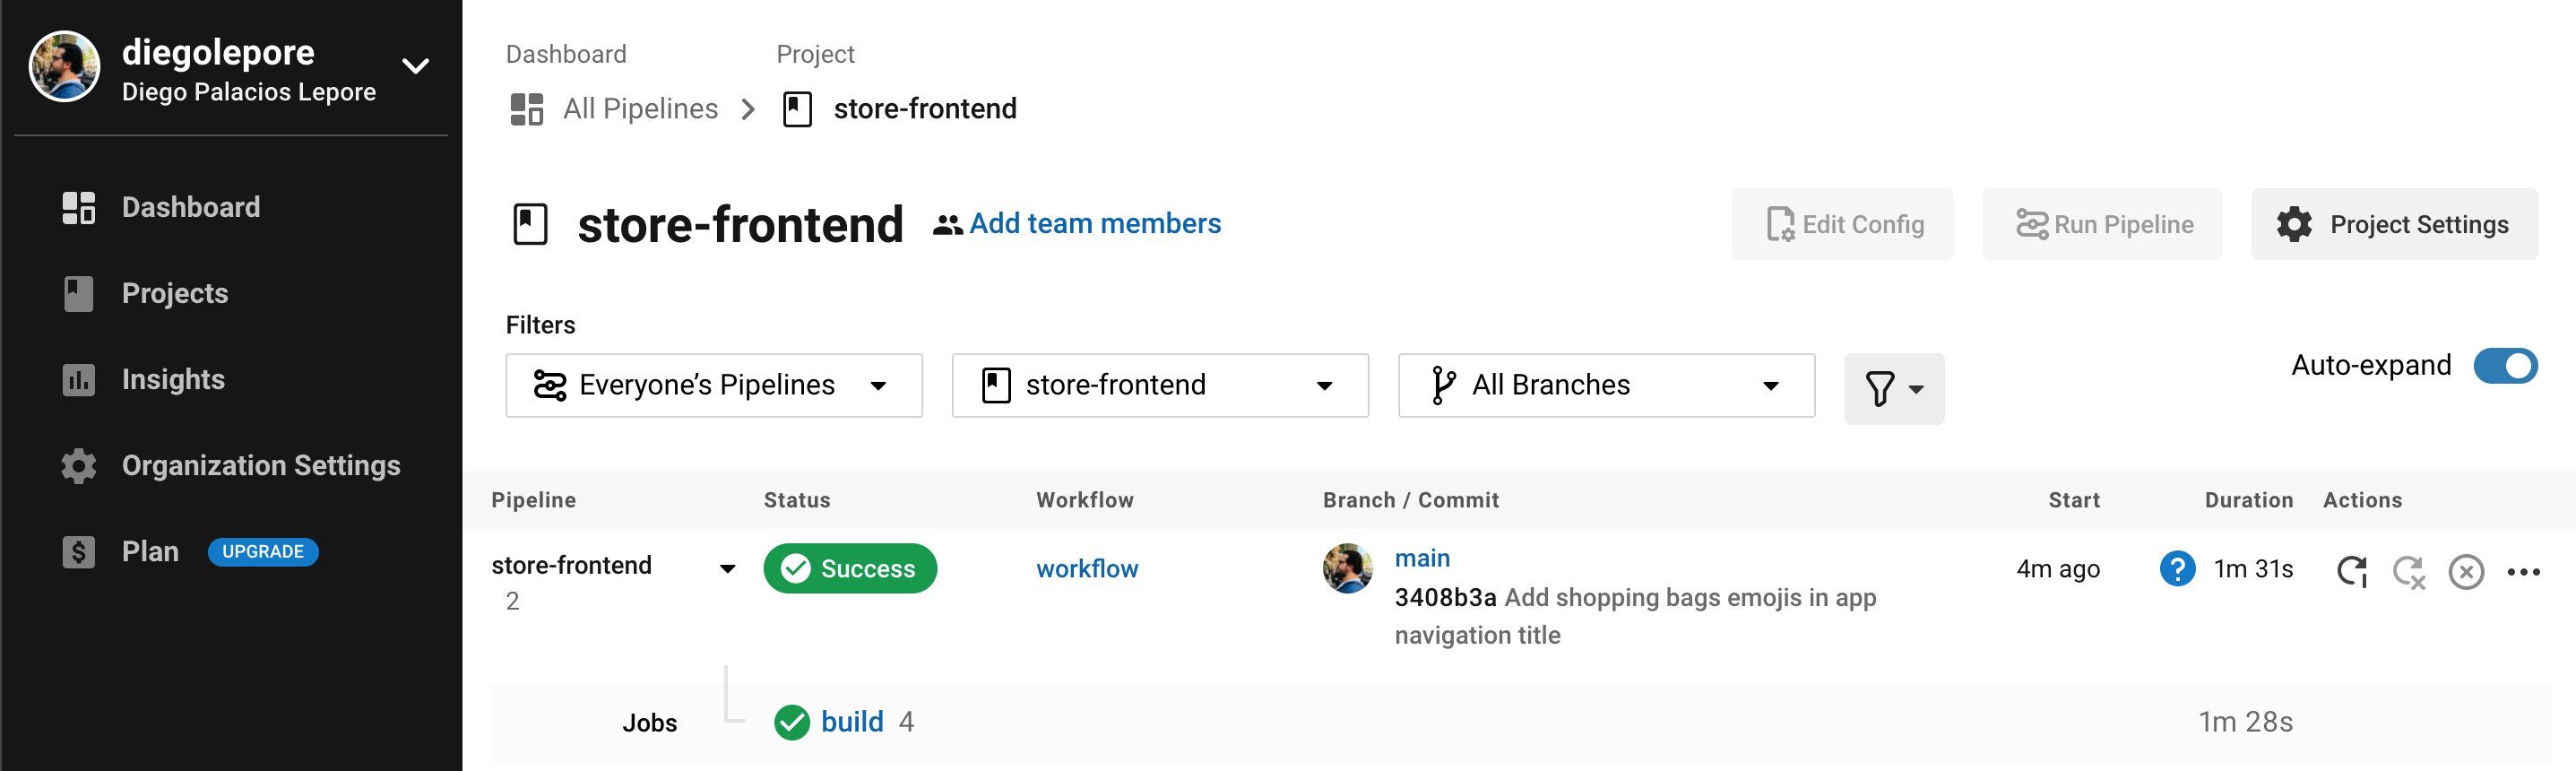 diegolepore
Diego Palacios Lepore
Dashboard
Projects
Insights
Organization Settings
Plan UPGRADE
Dashboard Project
All Pipelines store-frontend
store-frontend Add team members
Edit Config Run Pipeline Project Settings
Filters
Everyone’s Pipelines store-frontend All Branches
Auto-expand
Pipeline Status Workflow Branch / Commit Start Duration Actions
store-frontend Success workflow main 4m ago ? 1m 31s
2 3408b3a Add shopping bags emojis in app
navigation title
Jobs build 4 1m 28s